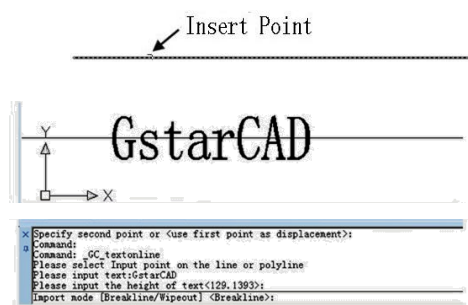 Insert Point
Y
GstarCAD
X
Specify second point or <use first point as displacement>:
Command:
Command: _GC_textonline
Please select Input point on the line or polyline
Please input text:GstarCAD
Please input the height of text<129.1393>:
Import mode [Breakline/Wipeout] <Breakline>: